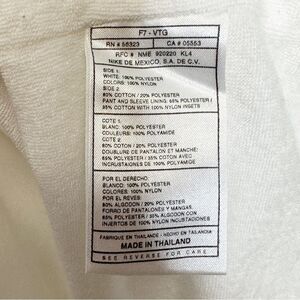 F7 - VTG
RN # 56323 CA # 05553
RFC # NME 920220 KL4
NIKE DE MEXICO, S.A. DE C.V.
SIDE 1:
WHITE: 100% POLYESTER
COLORS: 100% NYLON
SIDE 2:
80% COTTON / 20% POLYESTER
PANT AND SLEEVE LINING: 65% POLYESTER /
35% COTTON WITH 100% NYLON INSETS
COTE 1:
BLANC: 100% POLYESTER
COULEURS: 100% POLYAMIDE
COTE 2:
80% COTON / 20% POLYESTER
DOUBLURE DE PANTALON ET MANCHE:
65% POLYESTER / 35% COTON AVEC
INCRUSTEES DE 100% POLYAMIDE
POR EL DERECHO:
BLANCO: 100% POLYESTER
COLORES: 100% NYLON
POR EL REVES:
80% ALGODON / 20% POLYESTER
FORRO DE PANTALONES Y MANGAS:
65% POLYESTER / 35% ALGODON CON
INJERTOS DE 100% NYLON INCUSTACIONES
FABRIQUE EN THAILANDE - HECHO EN TAILANDIA
MADE IN THAILAND
SEE REVERSE FOR CARE